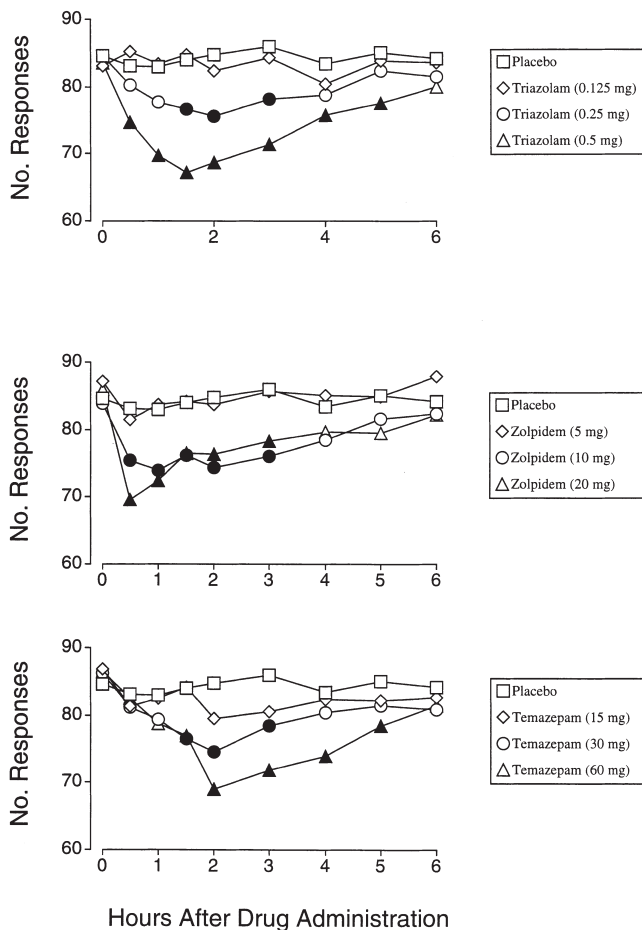 No. Responses
90
80
70
60
0 1 2 3 4 5 6
Placebo
Triazolam (0.125 mg)
Triazolam (0.25 mg)
Triazolam (0.5 mg)
No. Responses
90
80
70
60
0 1 2 3 4 5 6
Placebo
Zolpidem (5 mg)
Zolpidem (10 mg)
Zolpidem (20 mg)
No. Responses
90
80
70
60
0 1 2 3 4 5 6
Placebo
Temazepam (15 mg)
Temazepam (30 mg)
Temazepam (60 mg)
Hours After Drug Administration